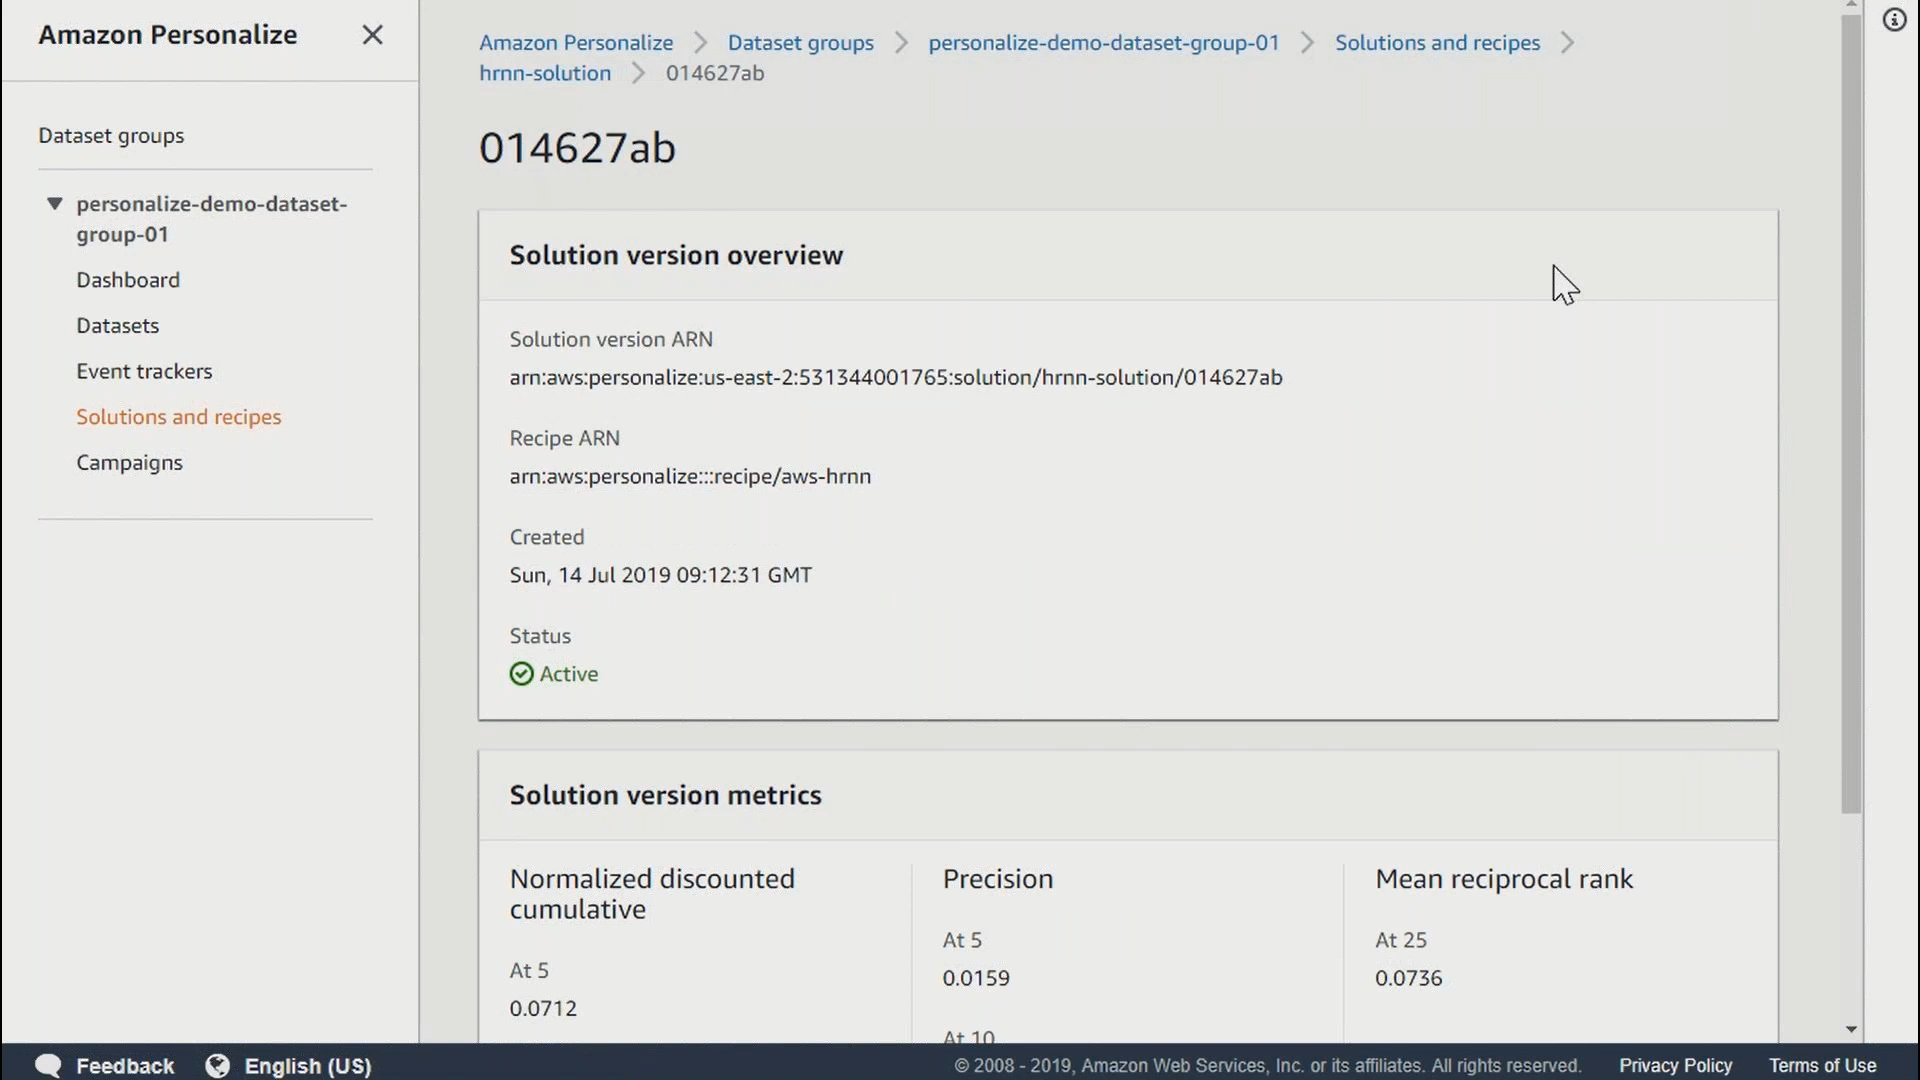 Amazon Personalize
Dataset groups
personalize-demo-dataset-
group-01
Dashboard
Datasets
Event trackers
Solutions and recipes
Campaigns
Amazon Personalize
Dataset groups
personalize-demo-dataset-group-01
Solutions and recipes
hrnn-solution
014627ab
014627ab
Solution version overview
Solution version ARN
arn:aws:personalize:us-east-2:531344001765:solution/hrnn-solution/014627ab
Recipe ARN
arn:aws:personalize:::recipe/aws-hrnn
Created
Sun, 14 Jul 2019 09:12:31 GMT
Status
Active
Solution version metrics
Normalized discounted
cumulative
At 5
0.0712
Precision
At 5
0.0159
At 10
Mean reciprocal rank
At 25
0.0736
Feedback
English (US)
© 2008 - 2019, Amazon Web Services, Inc. or its affiliates. All rights reserved.
Privacy Policy
Terms of Use